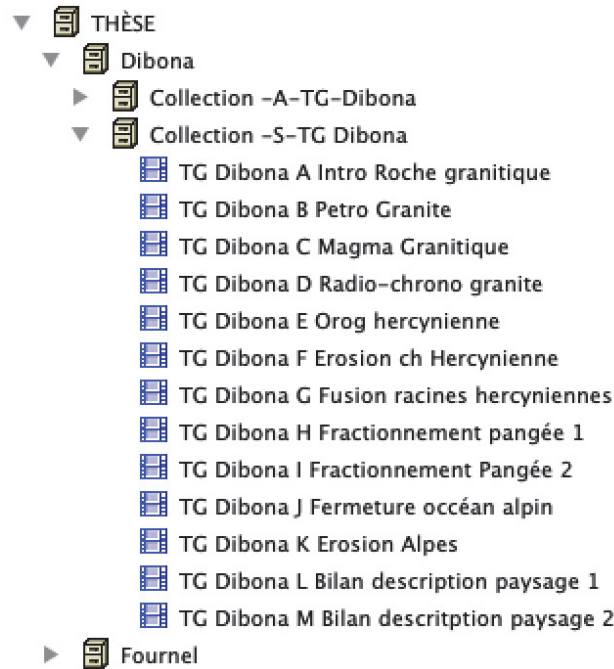 THÈSE
Dibona
Collection -A-TG-Dibona
Collection -S-TG Dibona
TG Dibona A Intro Roche granitique
TG Dibona B Petro Granite
TG Dibona C Magma Granitique
TG Dibona D Radio-chrono granite
TG Dibona E Orog hercynienne
TG Dibona F Erosion ch Hercynienne
TG Dibona G Fusion racines hercyniennes
TG Dibona H Fractionnement pangée 1
TG Dibona I Fractionnement Pangée 2
TG Dibona J Fermeture occéan alpin
TG Dibona K Erosion Alpes
TG Dibona L Bilan description paysage 1
TG Dibona M Bilan descritption paysage 2
Fournel